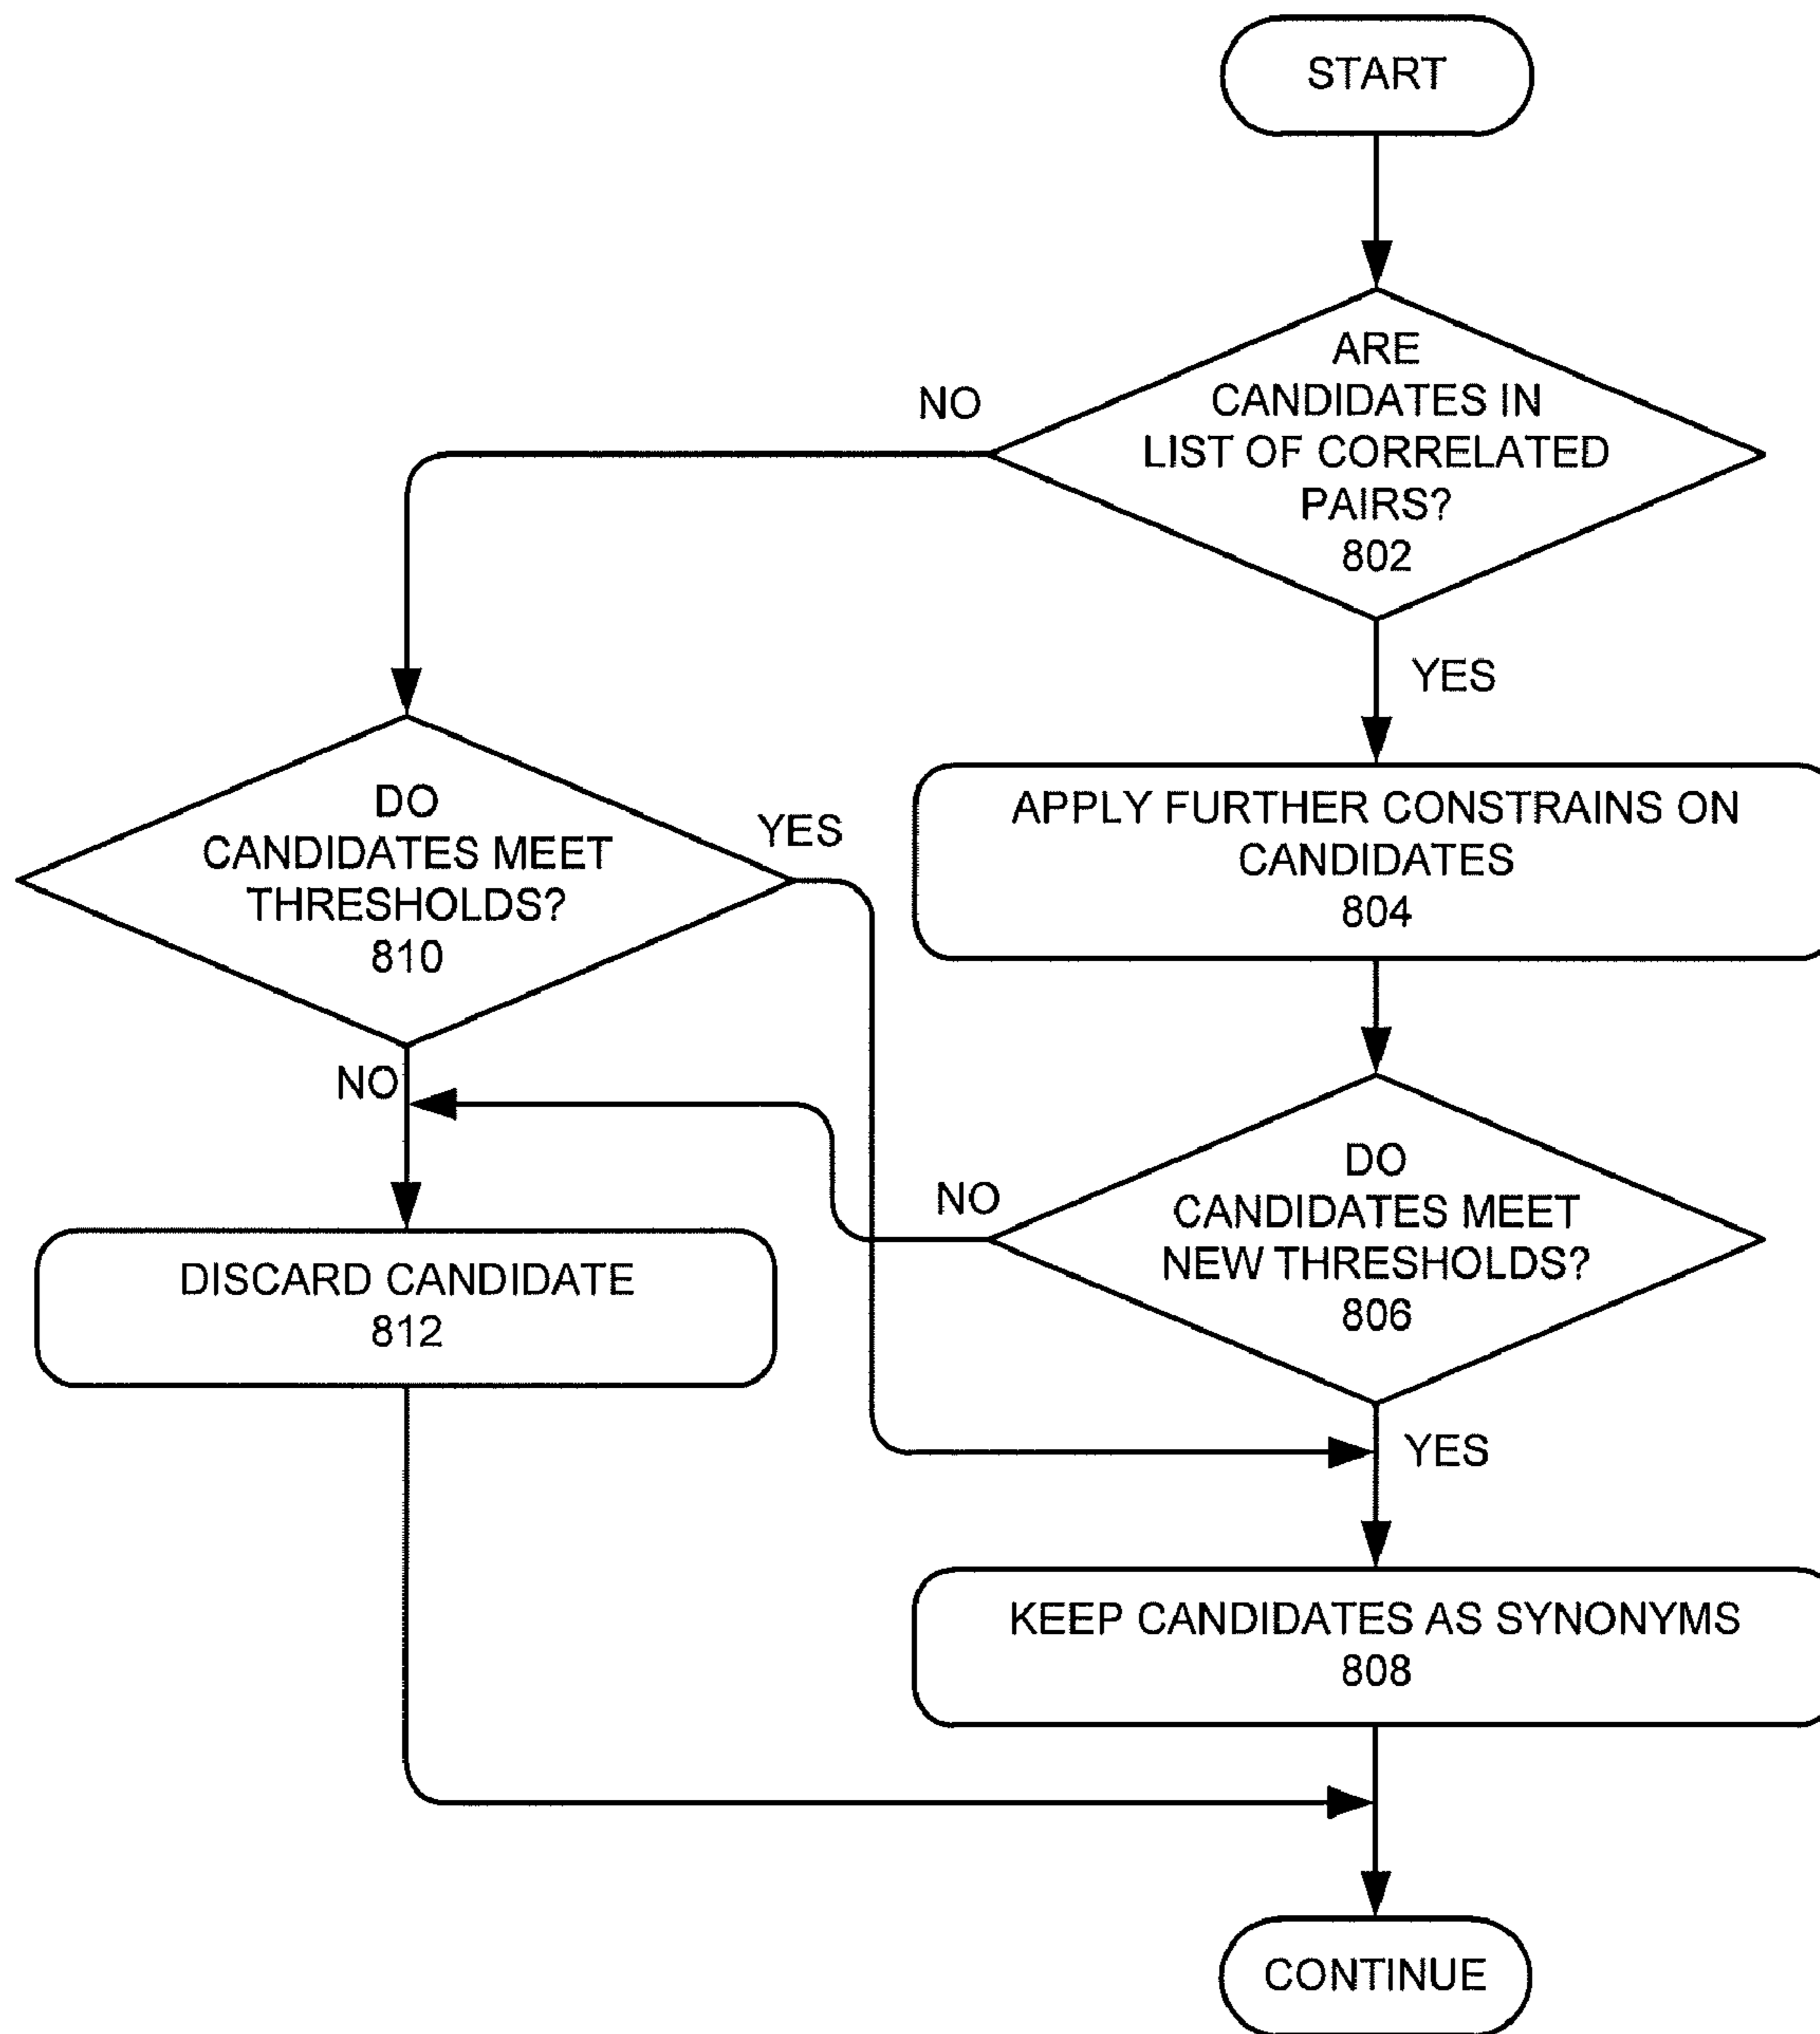 START
ARE
CANDIDATES IN
LIST OF CORRELATED
PAIRS?
802
NO
YES
APPLY FURTHER CONSTRAINS ON
CANDIDATES
804
DO
CANDIDATES MEET
THRESHOLDS?
810
YES
NO
DO
CANDIDATES MEET
NEW THRESHOLDS?
806
NO
YES
DISCARD CANDIDATE
812
KEEP CANDIDATES AS SYNONYMS
808
CONTINUE